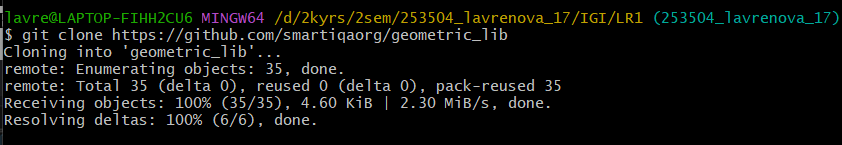 lavre@LAPTOP-FIHH2CU6 MINGW64 /d/2kyrs/2sem/253504_lavrenova_17/IGI/LR1 (253504_lavrenova_17)
$ git clone https://github.com/smartiqaorg/geometric_lib
Cloning into 'geometric_lib'...
remote: Enumerating objects: 35, done.
remote: Total 35 (delta 0), reused 0 (delta 0), pack-reused 35
Receiving objects: 100% (35/35), 4.60 KiB | 2.30 MiB/s, done.
Resolving deltas: 100% (6/6), done.